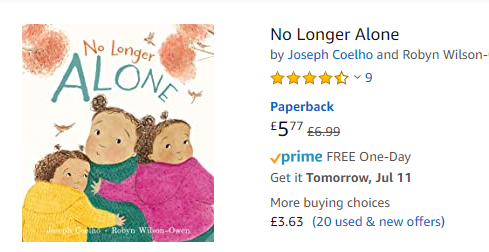 No Longer
ALONE
Joseph Coelho · Robyn Wilson-Owen
No Longer Alone
by Joseph Coelho and Robyn Wilson-
9
Paperback
£5⁷⁷ £6.99
prime FREE One-Day
Get it Tomorrow, Jul 11
More buying choices
£3.63 (20 used & new offers)